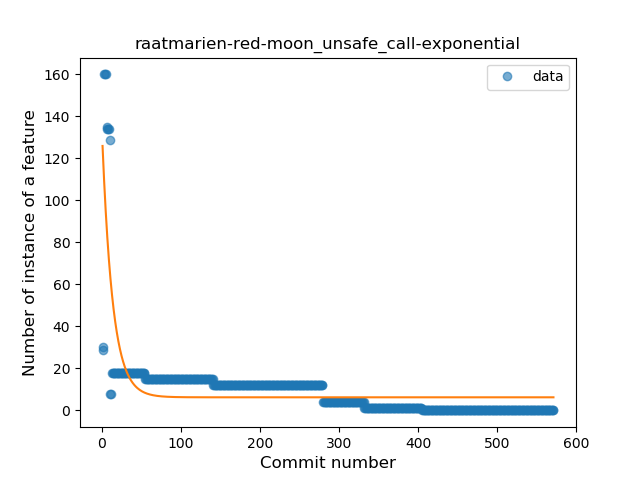 raatmarien-red-moon_unsafe_call-exponential
data
Number of instance of a feature
160
140
120
100
80
60
40
20
0
0 100 200 300 400 500 600
Commit number